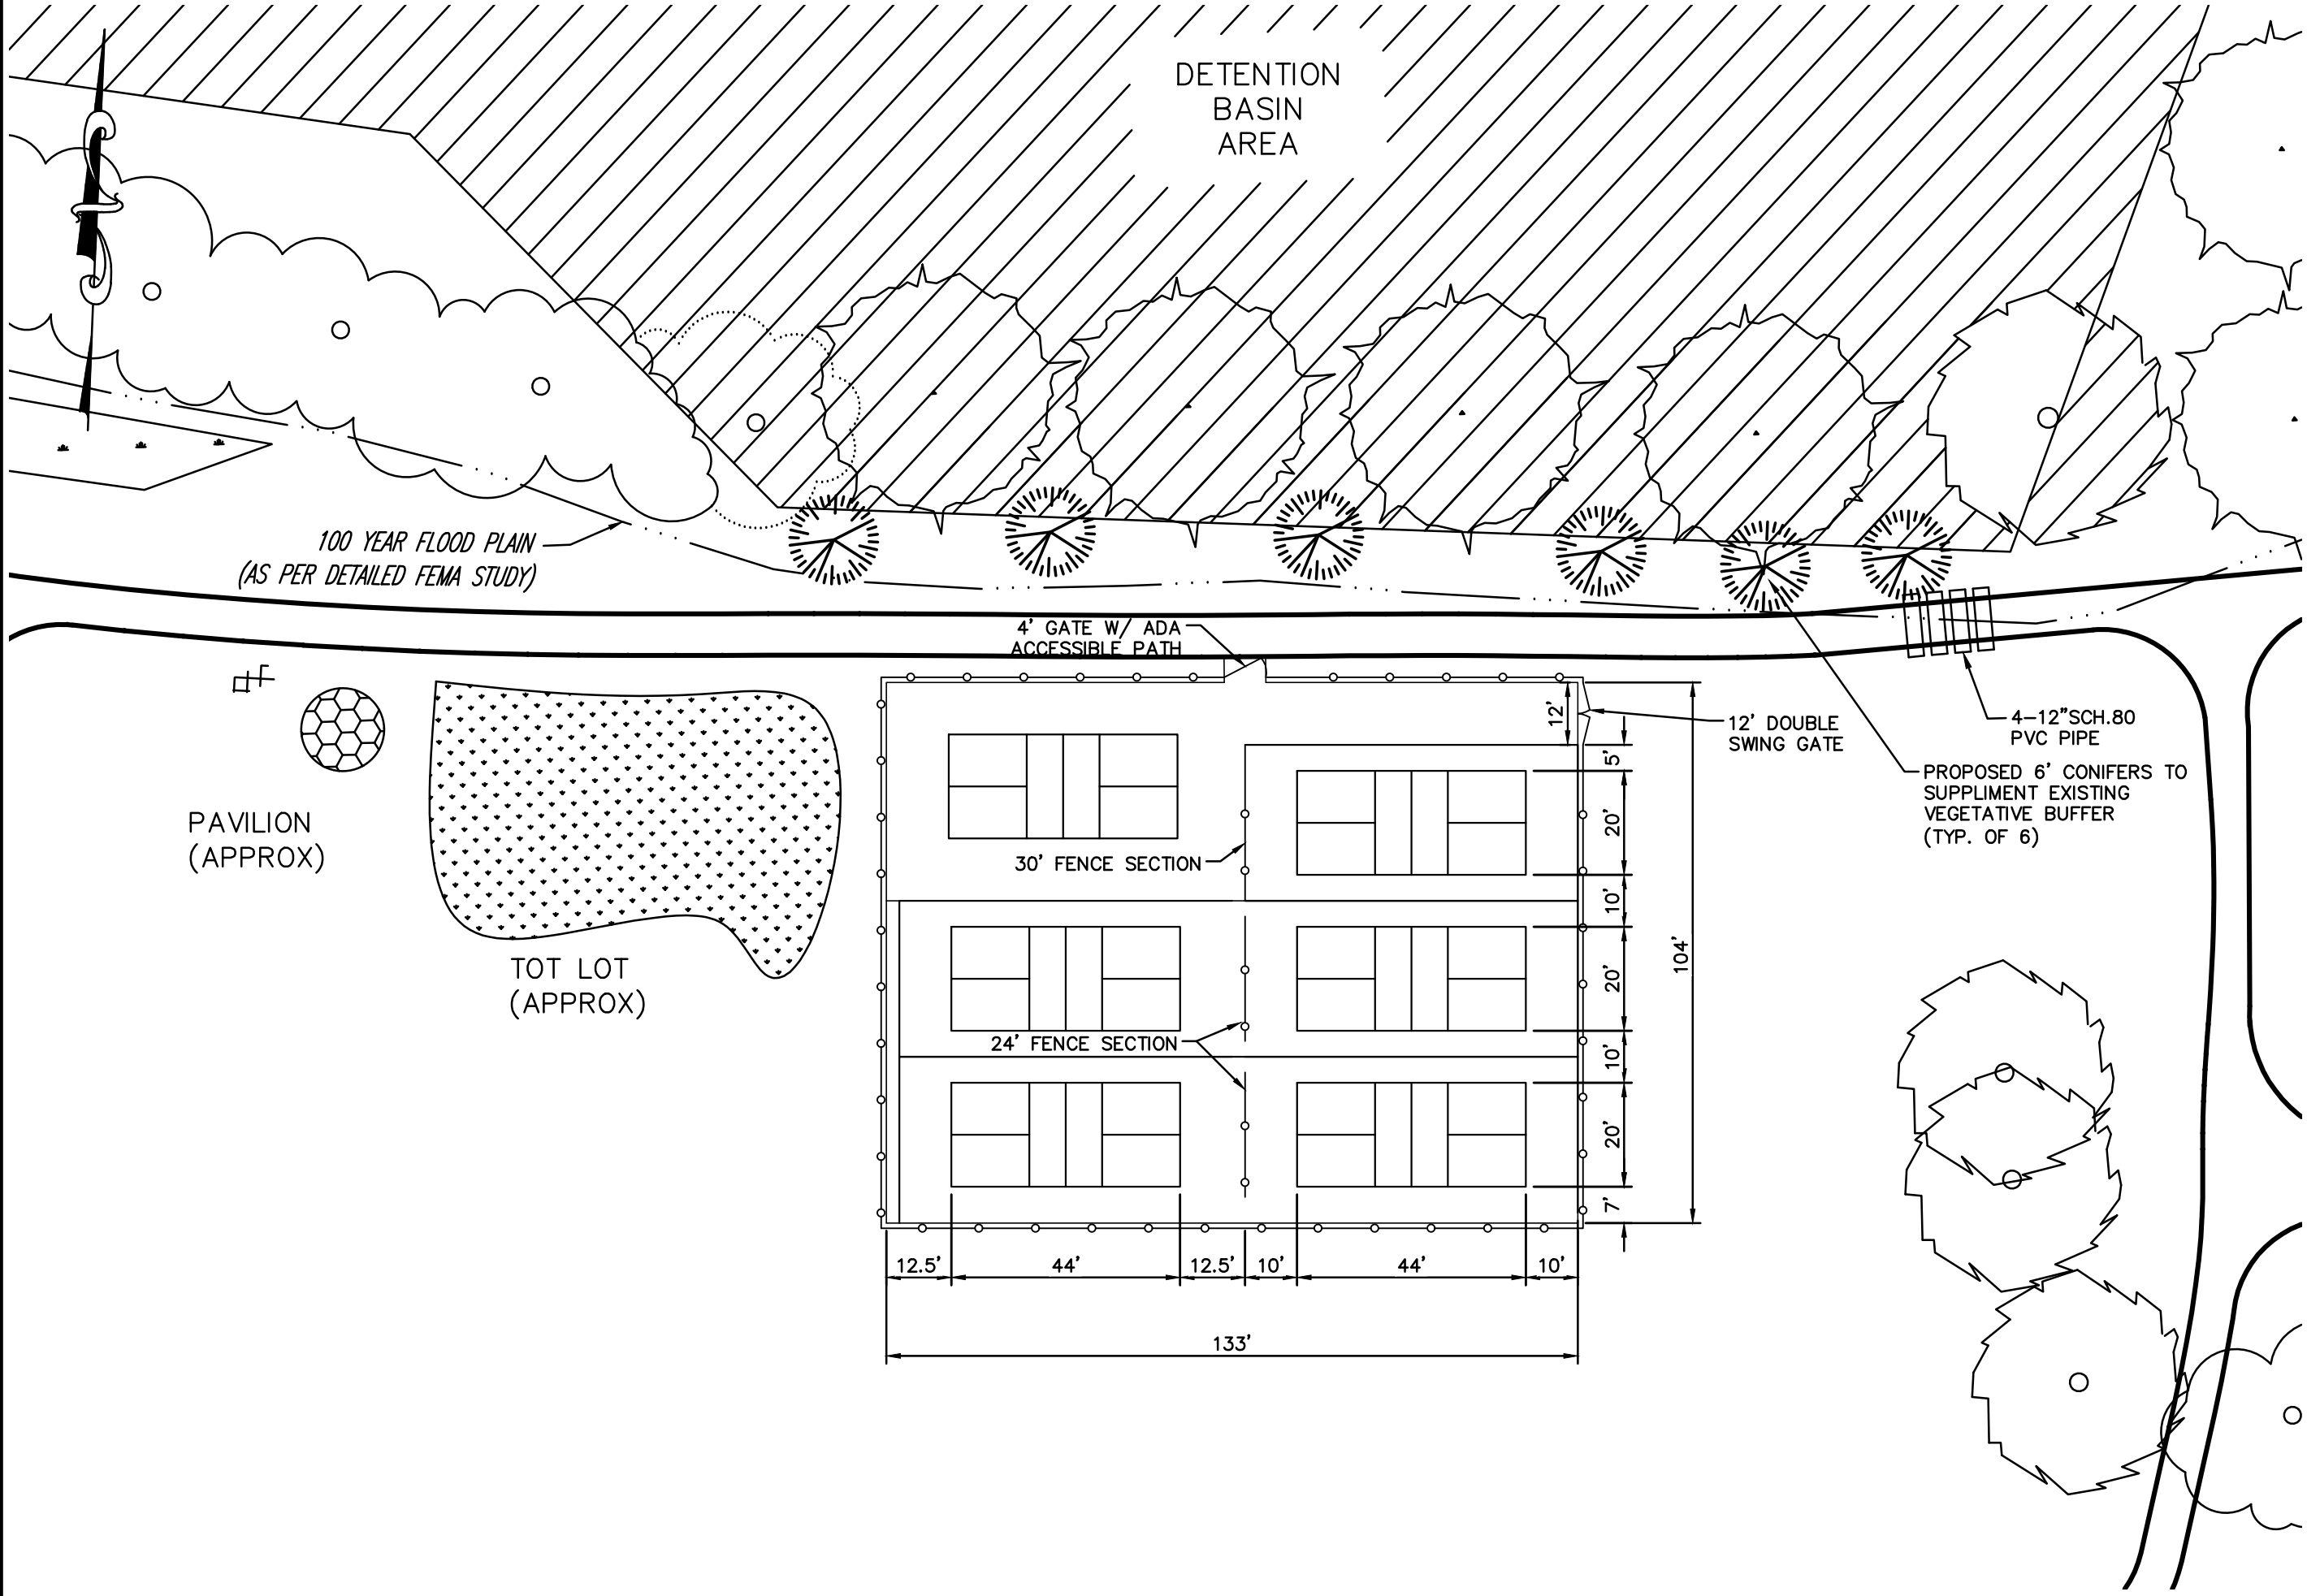 DETENTION
BASIN
AREA
100 YEAR FLOOD PLAIN
(AS PER DETAILED FEMA STUDY)
4' GATE W/ ADA
ACCESSIBLE PATH
12'
12' DOUBLE
SWING GATE
4-12"SCH.80
PVC PIPE
PROPOSED 6' CONIFERS TO
SUPPLIMENT EXISTING
VEGETATIVE BUFFER
(TYP. OF 6)
PAVILION
(APPROX)
TOT LOT
(APPROX)
30' FENCE SECTION
24' FENCE SECTION
5'
20'
10'
20'
10'
20'
7'
104'
12.5'
44'
12.5'
10'
44'
10'
133'